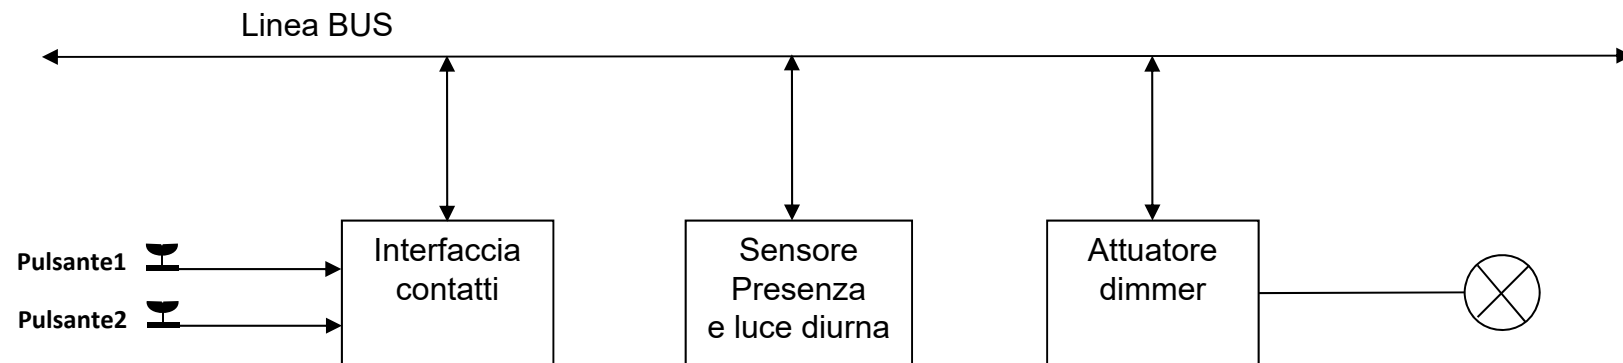 Linea BUS
Interfaccia
contatti
Sensore
Presenza
e luce diurna
Attuatore
dimmer
Pulsante1
Pulsante2